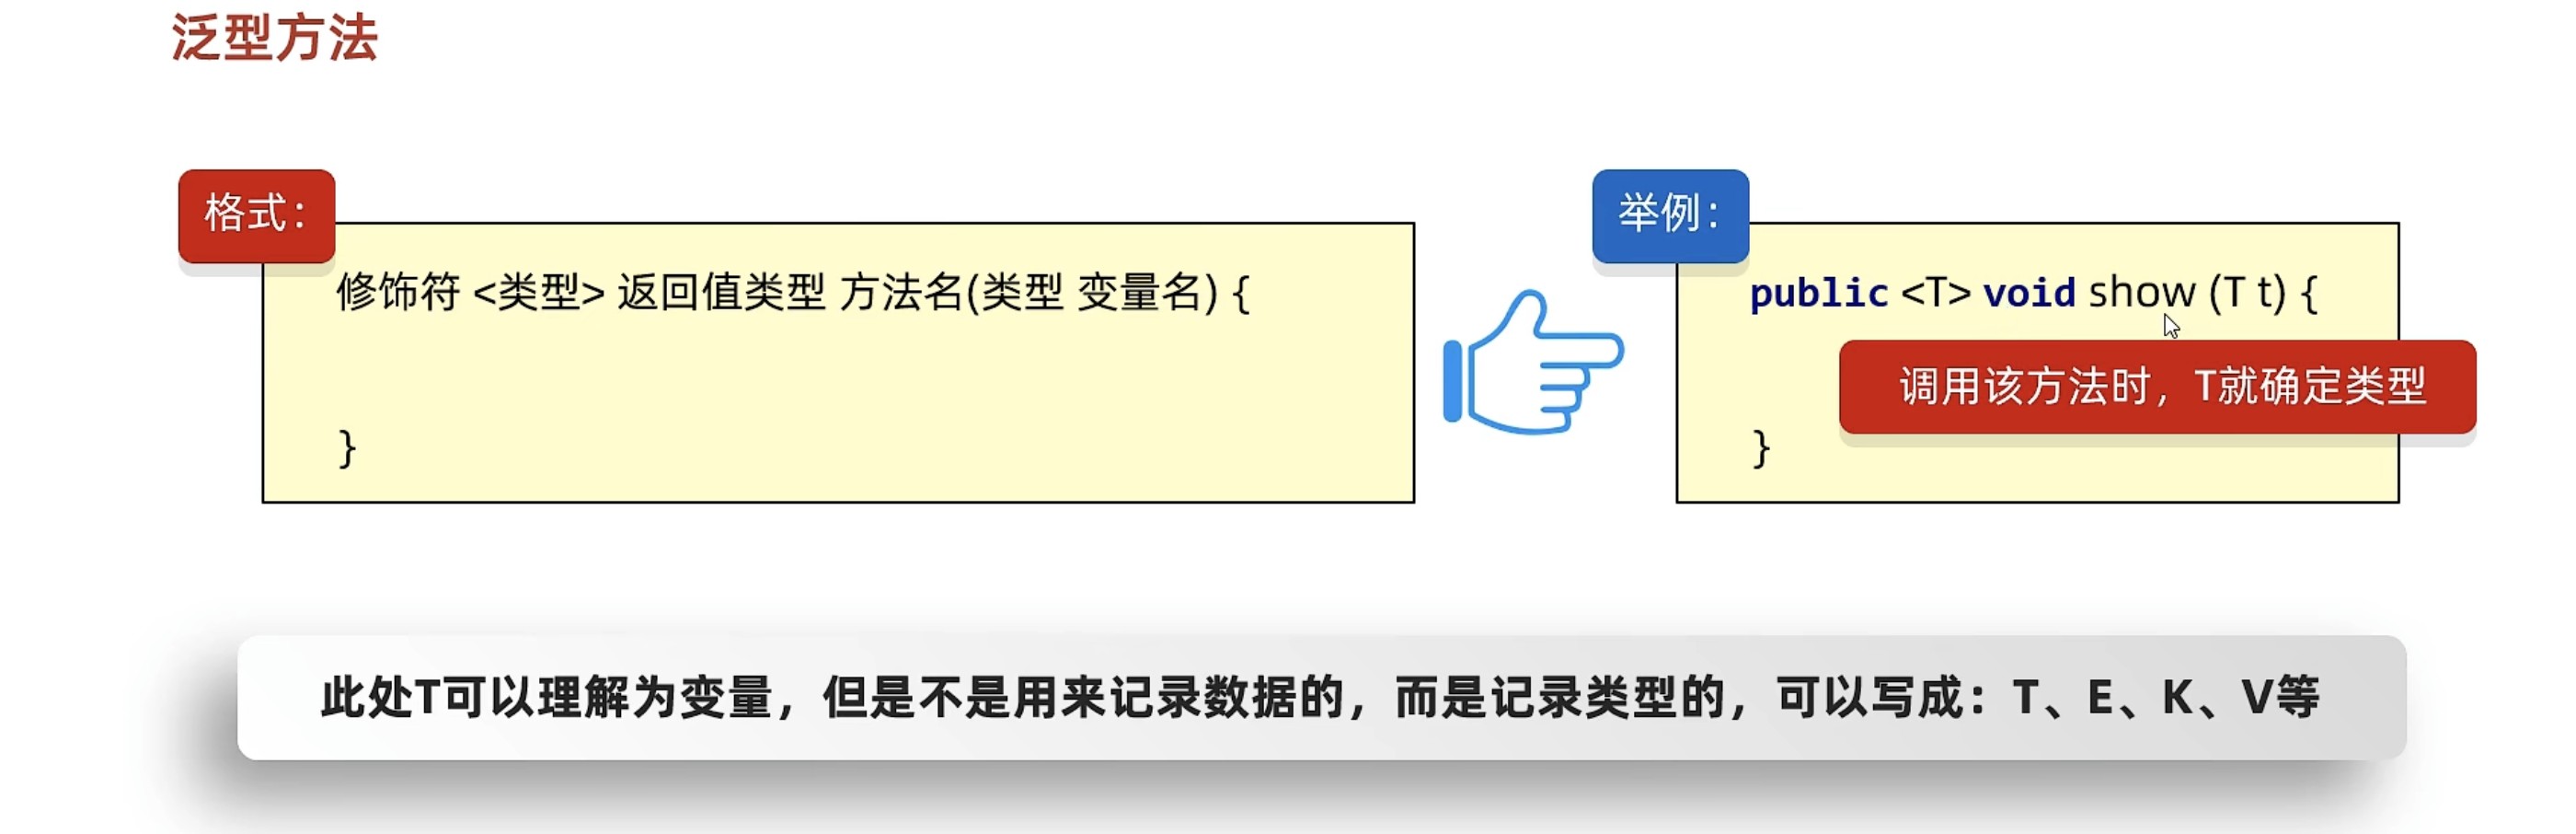 泛型方法
格式：
修饰符 <类型> 返回值类型 方法名(类型 变量名) {
}
举例：
public <T> void show (T t) {
调用该方法时，T就确定类型
}
此处T可以理解为变量，但是不是用来记录数据的，而是记录类型的，可以写成：T、E、K、V等